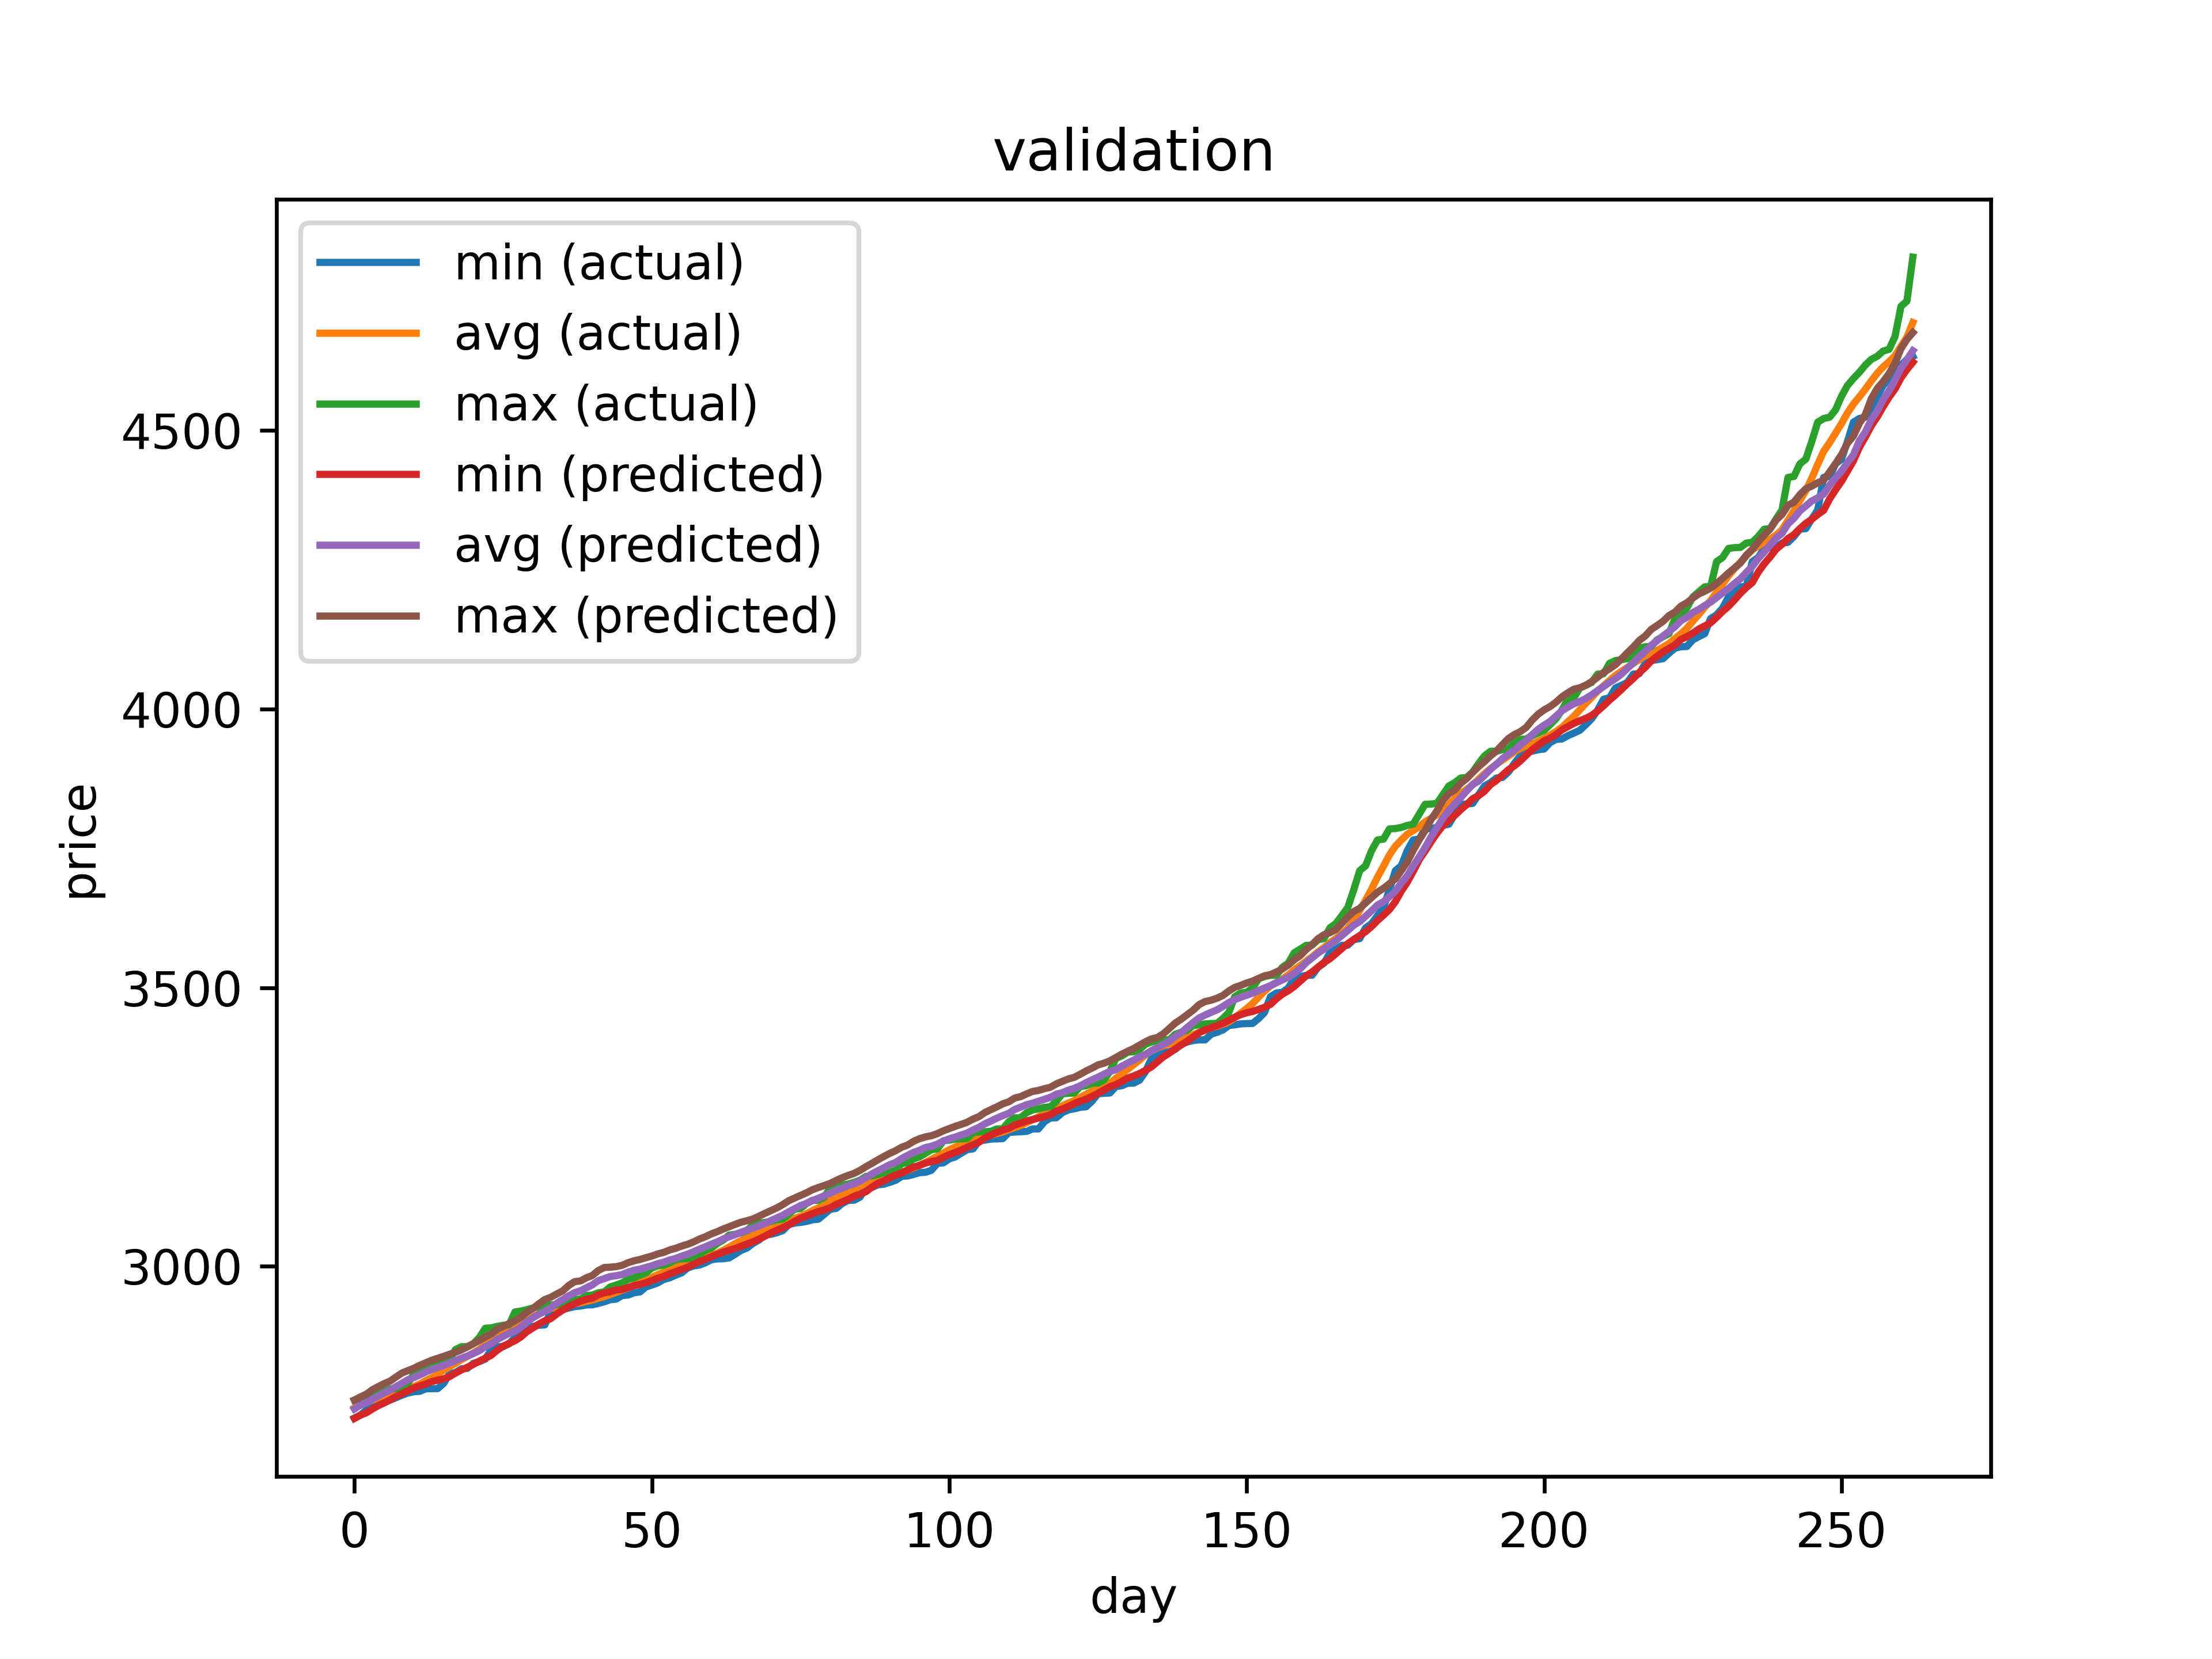 validation
min (actual)
avg (actual)
max (actual)
min (predicted)
avg (predicted)
max (predicted)
4500
4000
3500
3000
price
0 50 100 150 200 250
day